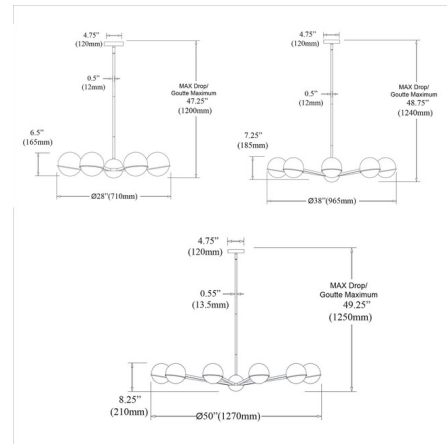 4.75"
(120mm)
0.5"
(12mm)
MAX Drop/
Goutte Maximum
47.25"
(1200mm)
6.5"
(165mm)
Ø28"(710mm)
4.75"
(120mm)
0.5"
(12mm)
MAX Drop/
Goutte Maximum
48.75"
(1240mm)
7.25"
(185mm)
Ø38"(965mm)
4.75"
(120mm)
0.55"
(13.5mm)
MAX Drop/
Goutte Maximum
49.25"
(1250mm)
8.25"
(210mm)
Ø50"(1270mm)